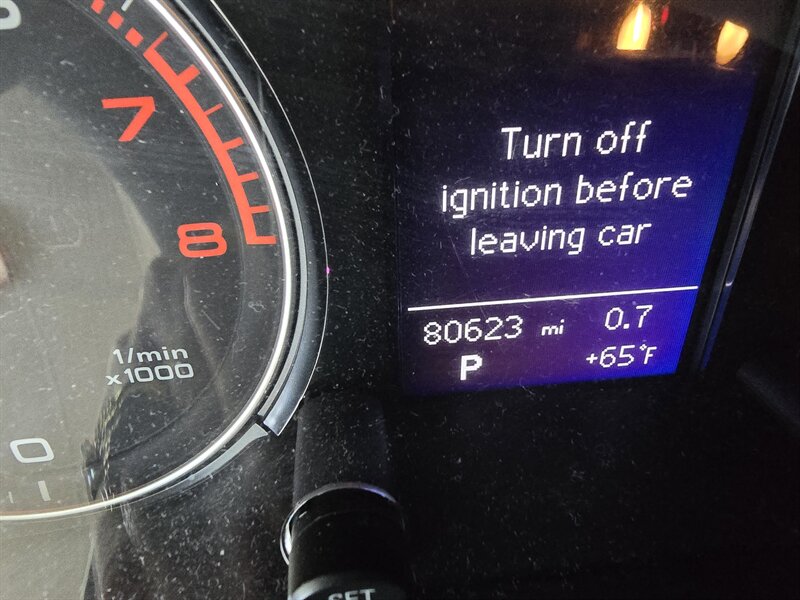 7
8
1/min
x1000
0
Turn off
ignition before
leaving car
80623 mi 0.7
P +65°F
SET